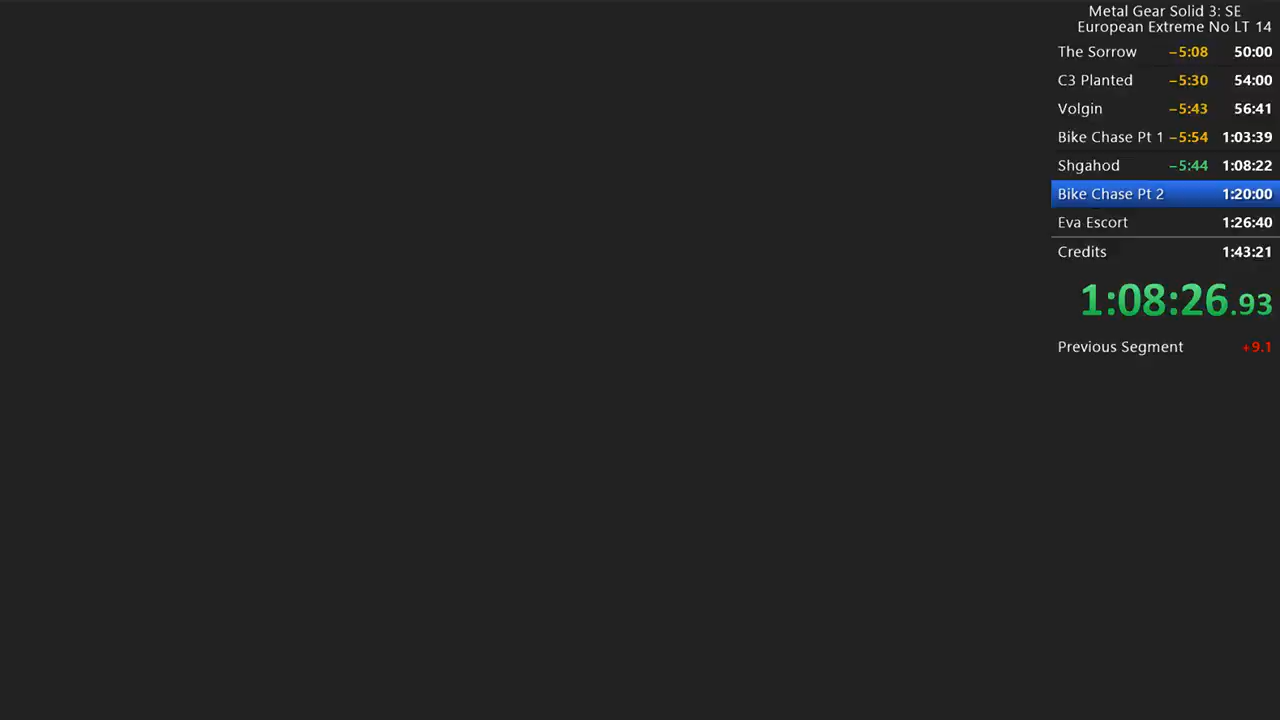 Metal Gear Solid 3: SE
European Extreme No LT 14
The Sorrow −5:08 50:00
C3 Planted −5:30 54:00
Volgin −5:43 56:41
Bike Chase Pt 1 −5:54 1:03:39
Shgahod −5:44 1:08:22
Bike Chase Pt 2 1:20:00
Eva Escort 1:26:40
Credits 1:43:21
1:08:26.93
Previous Segment +9.1